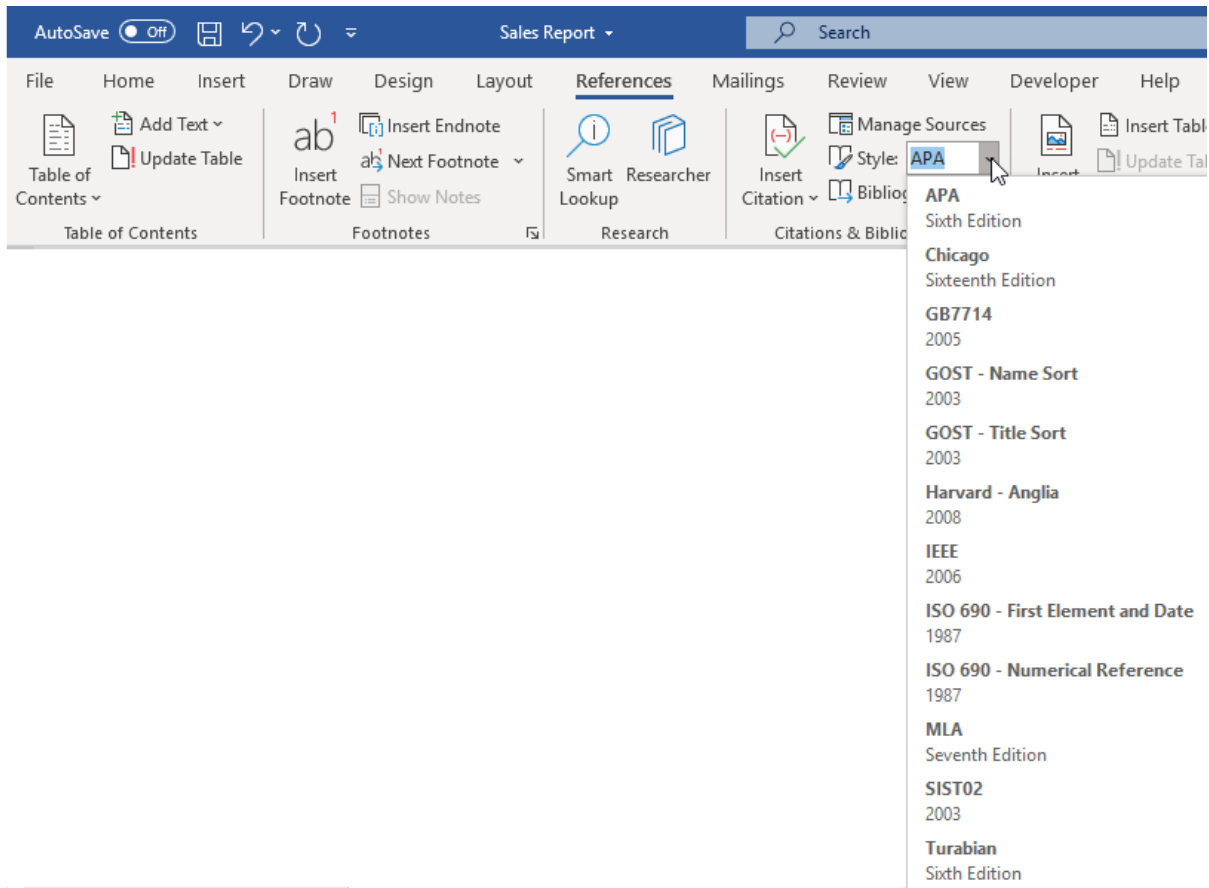 AutoSave Off Sales Report Search
File Home Insert Draw Design Layout References Mailings Review View Developer Help
Table of
Contents
Add Text
Update Table
Table of Contents
ab1
Insert
Footnote
Insert Endnote
Next Footnote
Show Notes
Footnotes
Smart
Lookup
Researcher
Research
Insert
Citation
Manage Sources
Style: APA
Insert
APA
Sixth Edition
Chicago
Sixteenth Edition
GB7714
2005
GOST - Name Sort
2003
GOST - Title Sort
2003
Harvard - Anglia
2008
IEEE
2006
ISO 690 - First Element and Date
1987
ISO 690 - Numerical Reference
1987
MLA
Seventh Edition
SIST02
2003
Turabian
Sixth Edition